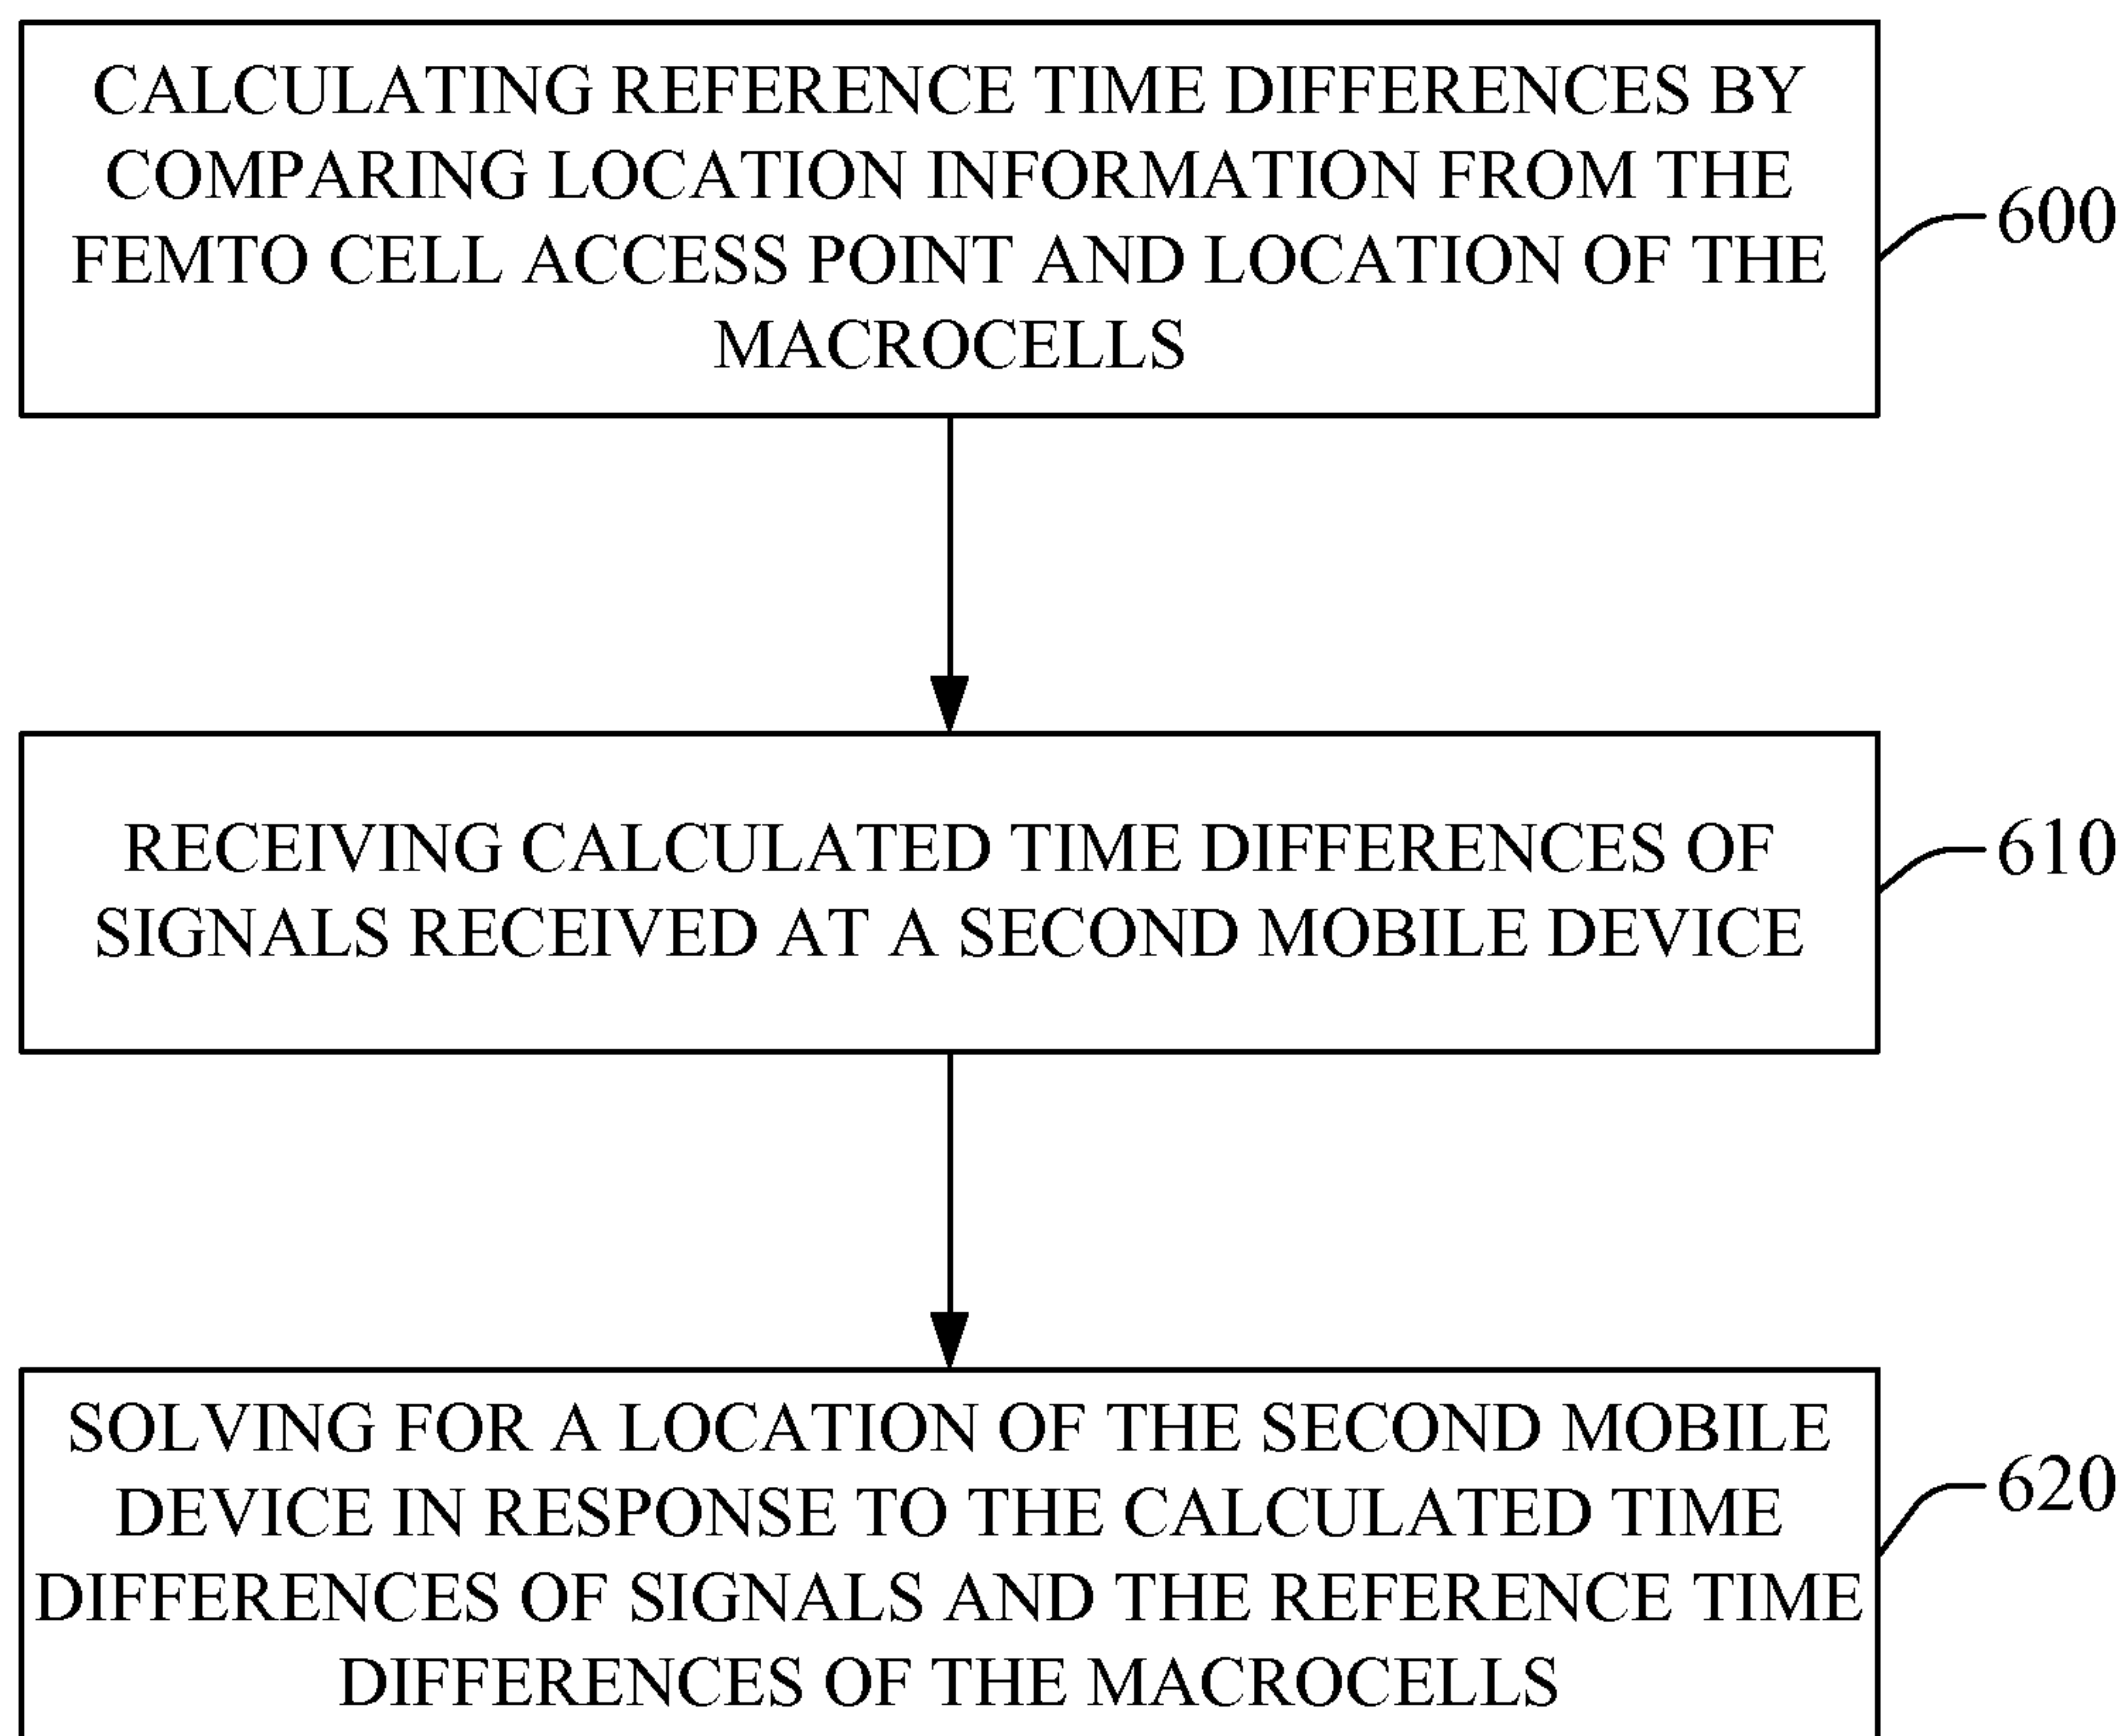 CALCULATING REFERENCE TIME DIFFERENCES BY
COMPARING LOCATION INFORMATION FROM THE
FEMTO CELL ACCESS POINT AND LOCATION OF THE
MACROCELLS
600
RECEIVING CALCULATED TIME DIFFERENCES OF
SIGNALS RECEIVED AT A SECOND MOBILE DEVICE
610
SOLVING FOR A LOCATION OF THE SECOND MOBILE
DEVICE IN RESPONSE TO THE CALCULATED TIME
DIFFERENCES OF SIGNALS AND THE REFERENCE TIME
DIFFERENCES OF THE MACROCELLS
620